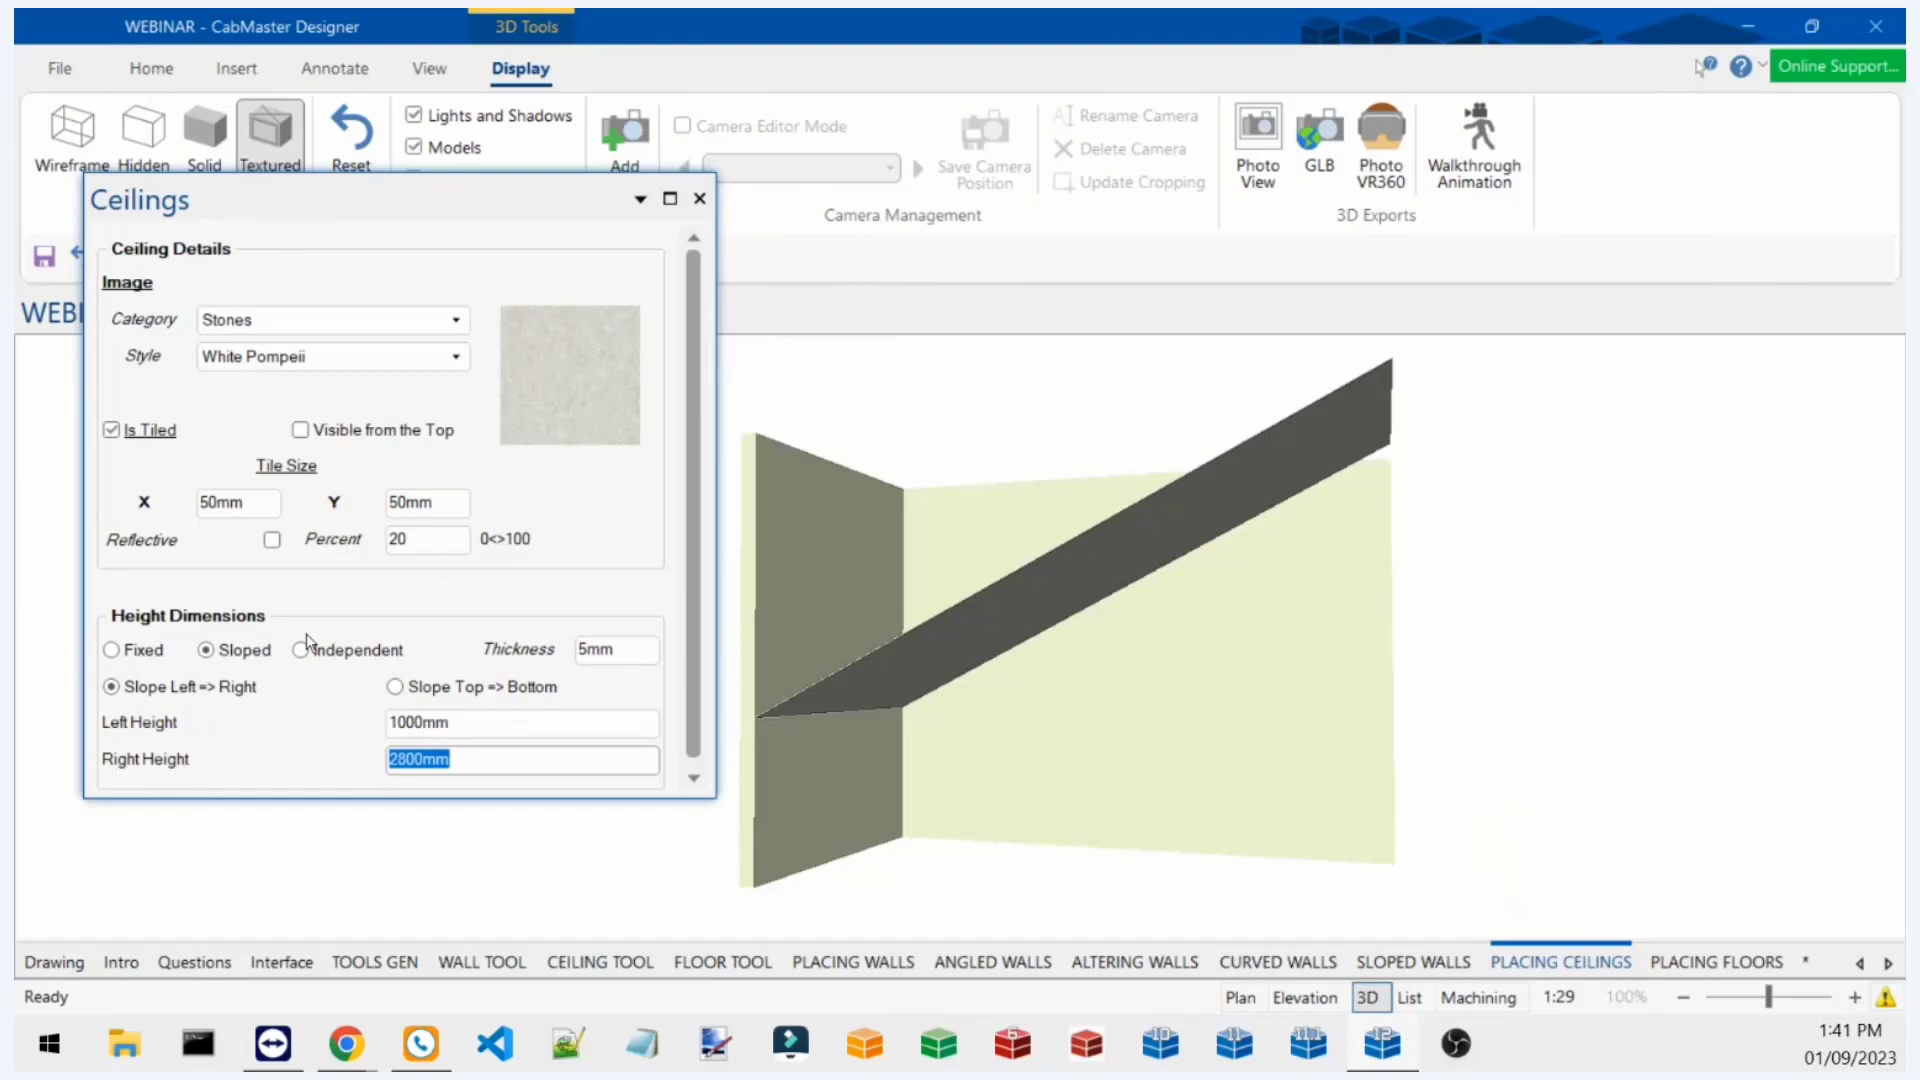 WEBINAR - CabMaster Designer
3D Tools
File Home Insert Annotate View Display
Online Support...
Wireframe Hidden Solid Textured
Reset
Lights and Shadows
Models
Add
Camera Editor Mode
Save Camera Position
Rename Camera
Delete Camera
Update Cropping
Camera Management
Photo View
GLB
Photo VR360
Walkthrough Animation
3D Exports
WEBI
Ceilings
Ceiling Details
Image
Category Stones
Style White Pompeii
Is Tiled Visible from the Top
Tile Size
X 50mm Y 50mm
Reflective Percent 20 0<>100
Height Dimensions
Fixed Sloped Independent Thickness 5mm
Slope Left => Right Slope Top => Bottom
Left Height 1000mm
Right Height 2800mm
Drawing Intro Questions Interface TOOLS GEN WALL TOOL CEILING TOOL FLOOR TOOL PLACING WALLS ANGLED WALLS ALTERING WALLS CURVED WALLS SLOPED WALLS PLACING CEILINGS PLACING FLOORS *
Ready
Plan Elevation 3D List Machining 1:29 100%
1:41 PM
01/09/2023